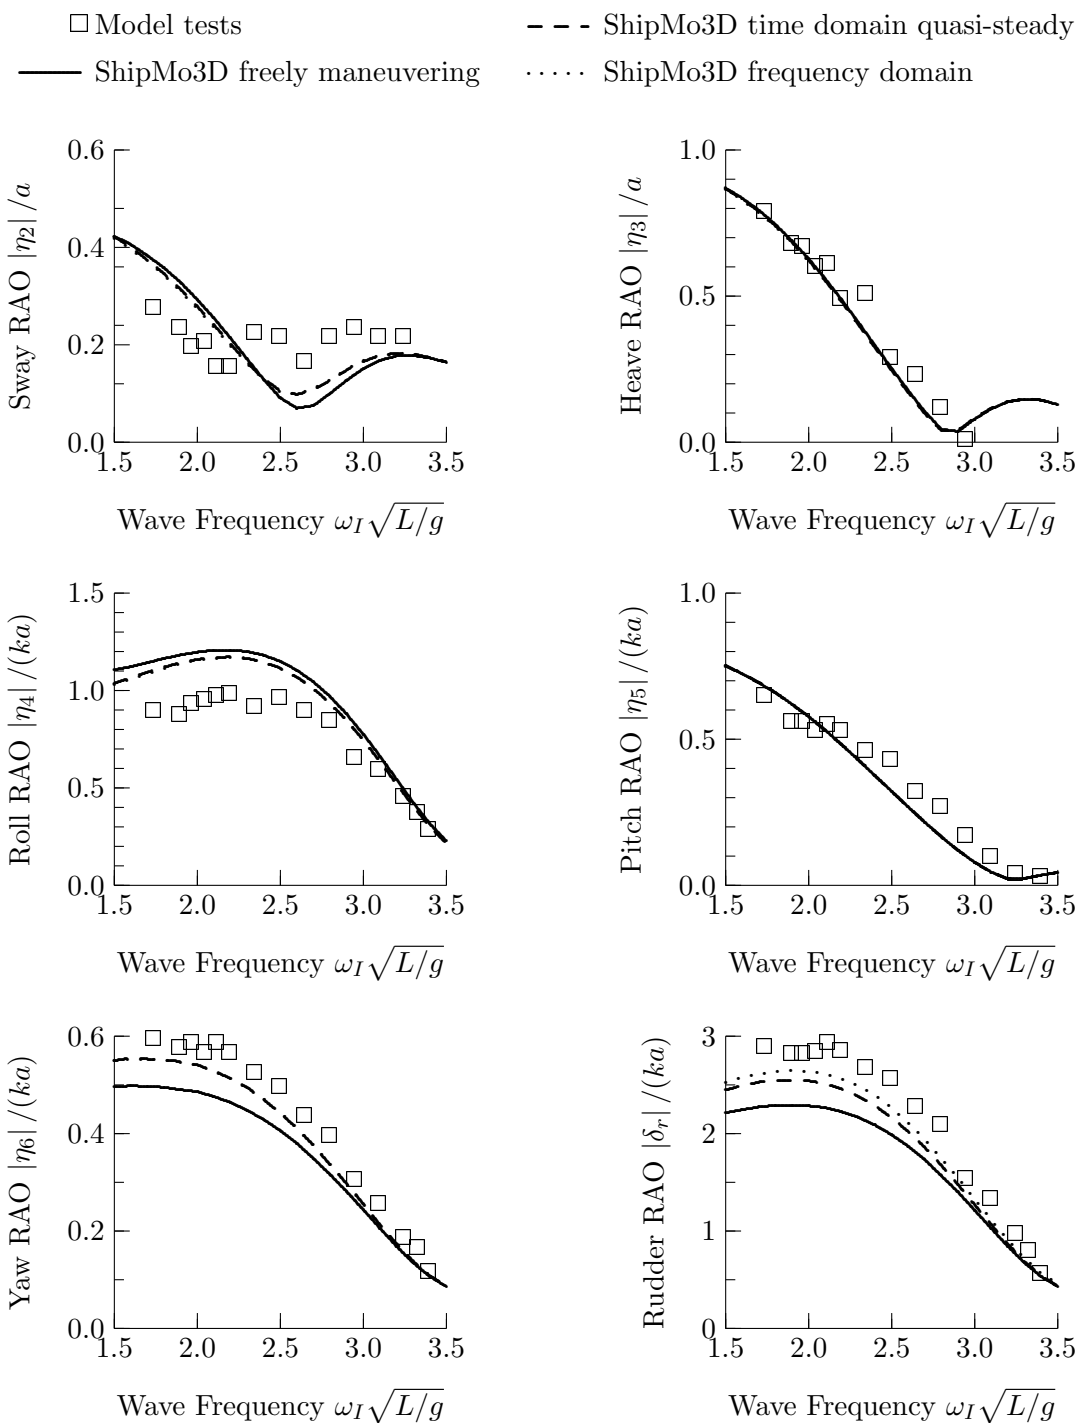 Model tests
ShipMo3D time domain quasi-steady
ShipMo3D freely maneuvering
ShipMo3D frequency domain
Sway RAO |η2| /a
0.6
0.4
0.2
0.0
1.5 2.0 2.5 3.0 3.5
Wave Frequency ωI√L/g
Heave RAO |η3| /a
1.0
0.5
0.0
1.5 2.0 2.5 3.0 3.5
Wave Frequency ωI√L/g
Roll RAO |η4| /(ka)
1.5
1.0
0.5
0.0
1.5 2.0 2.5 3.0 3.5
Wave Frequency ωI√L/g
Pitch RAO |η5| /(ka)
1.0
0.5
0.0
1.5 2.0 2.5 3.0 3.5
Wave Frequency ωI√L/g
Yaw RAO |η6| /(ka)
0.6
0.4
0.2
0.0
1.5 2.0 2.5 3.0 3.5
Wave Frequency ωI√L/g
Rudder RAO |δr| /(ka)
3
2
1
0
1.5 2.0 2.5 3.0 3.5
Wave Frequency ωI√L/g